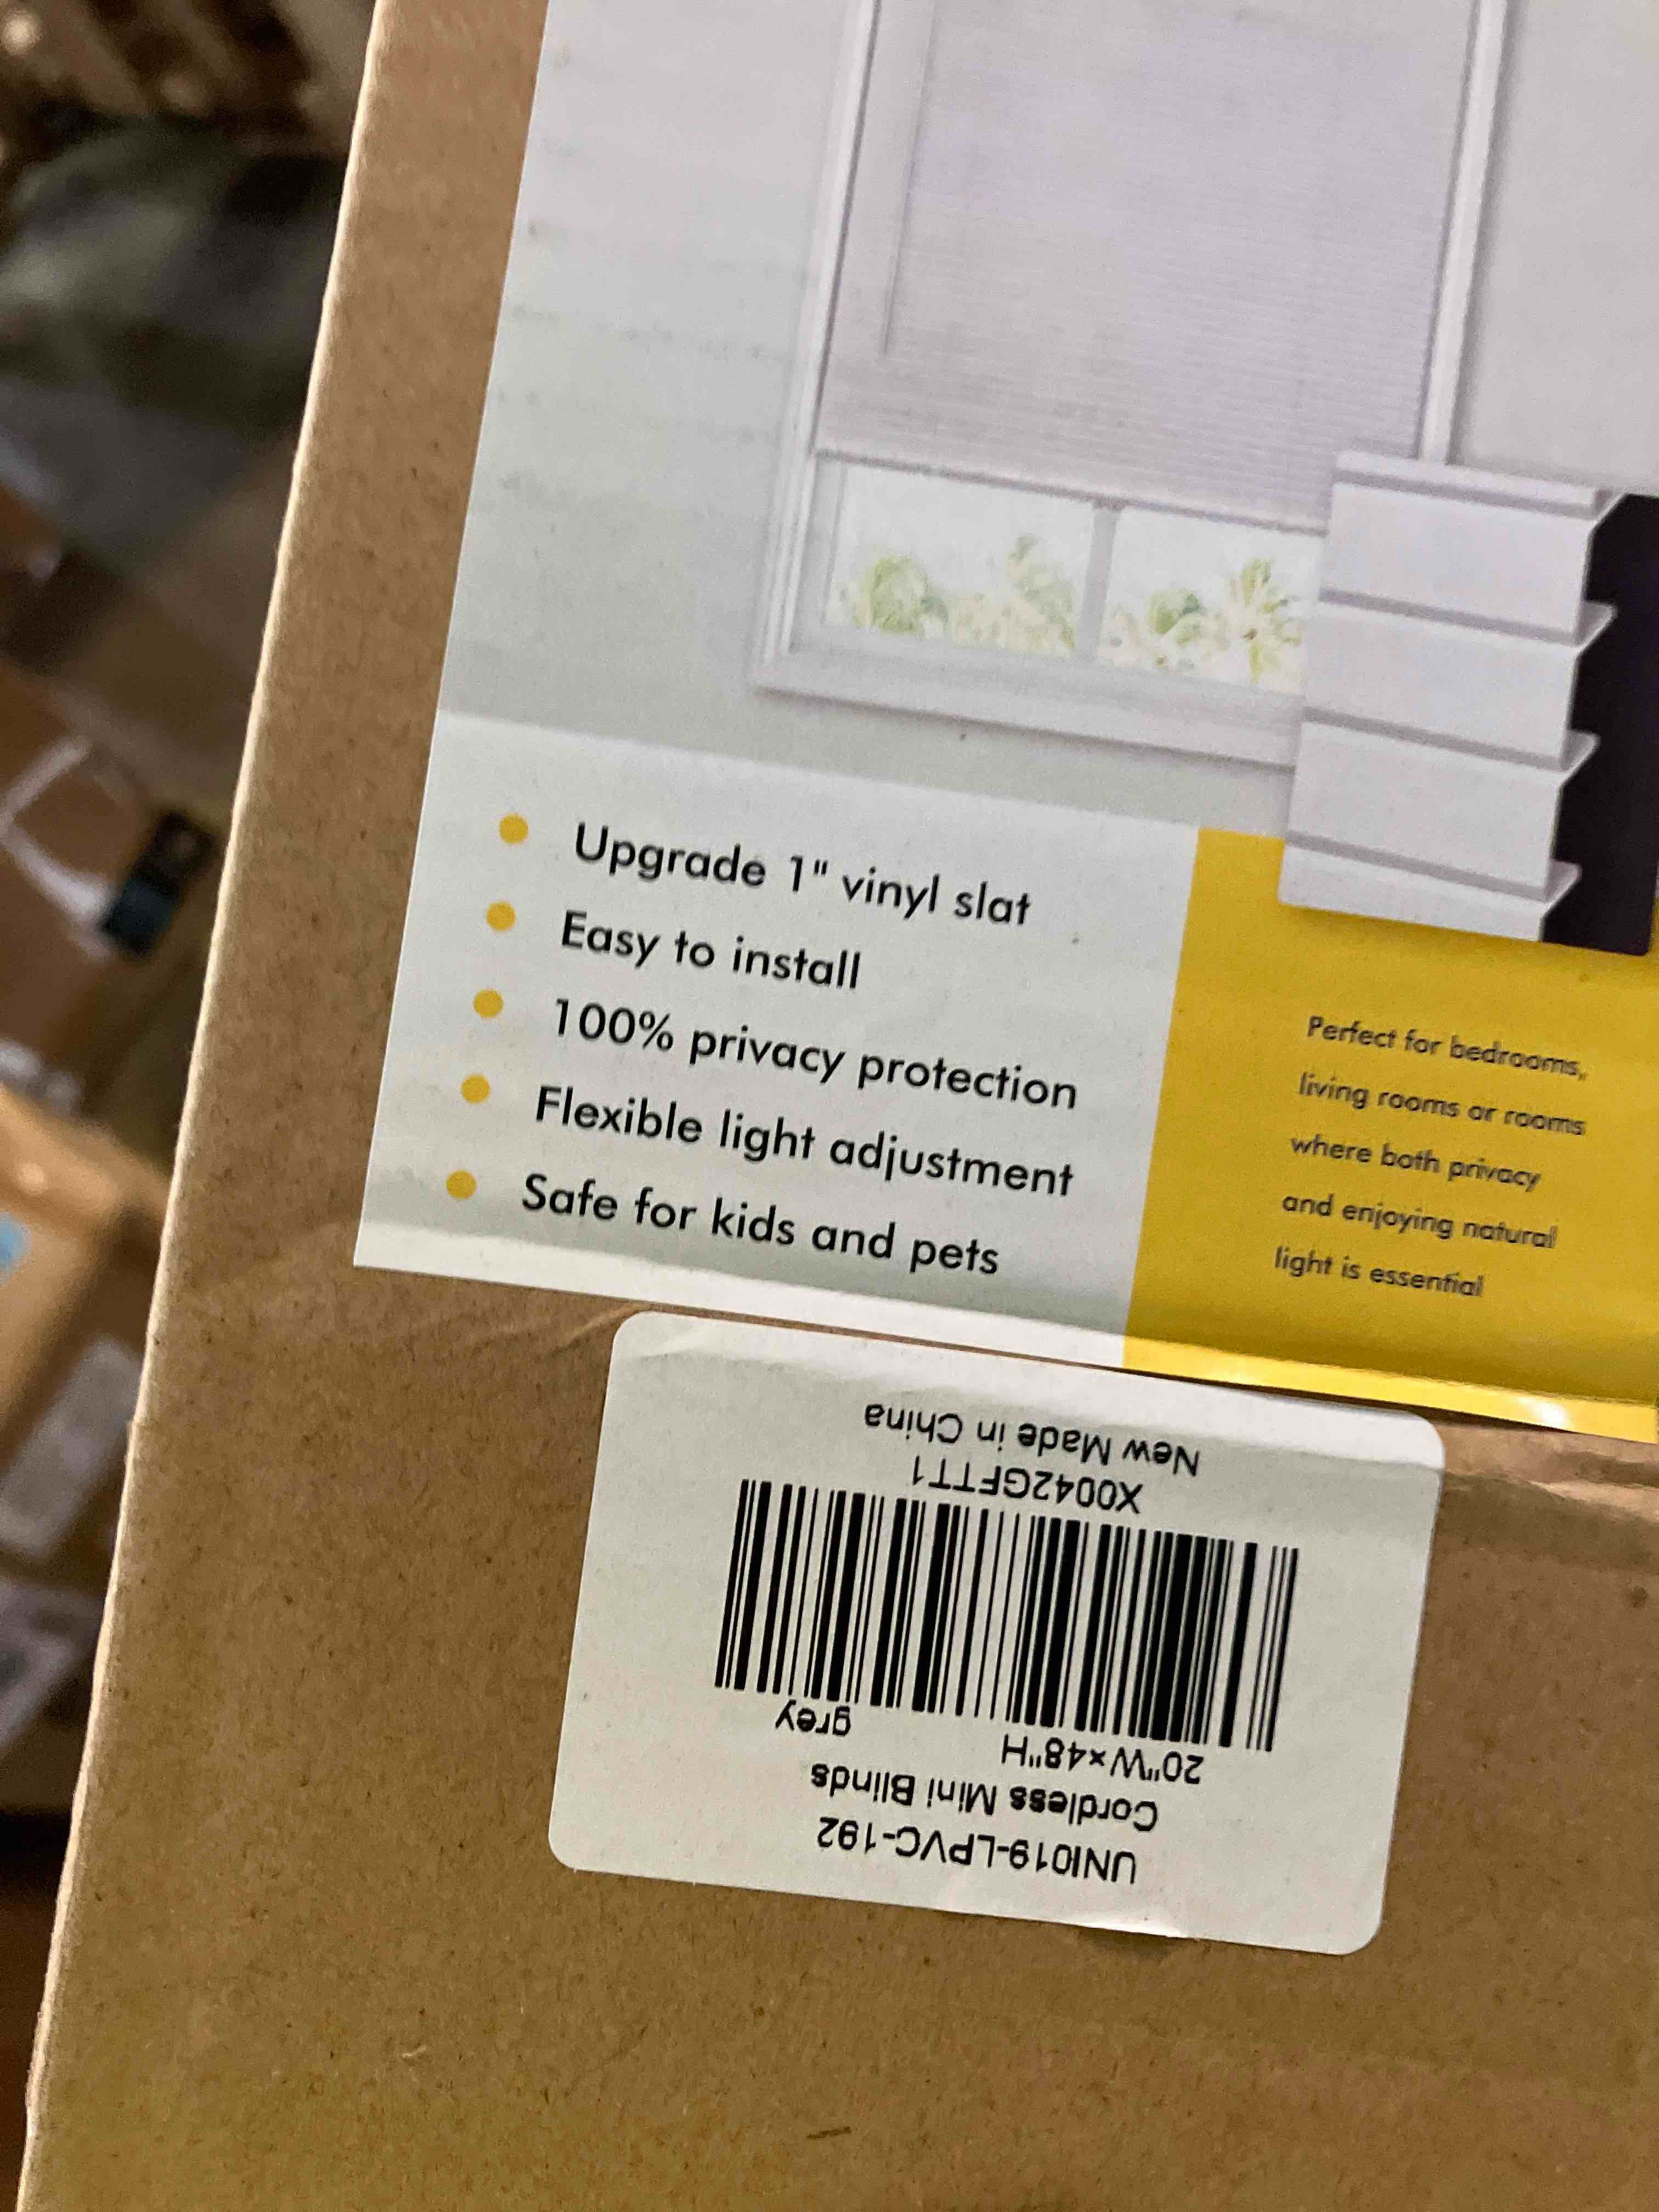 Upgrade 1" vinyl slat
Easy to install
100% privacy protection
Flexible light adjustment
Safe for kids and pets
Perfect for bedrooms,
living rooms or rooms
where both privacy
and enjoying natural
light is essential
UNI019-LPVC-192
Cordless Mini Blinds
20"W×48"H grey
X0042GFTT1
New Made in China